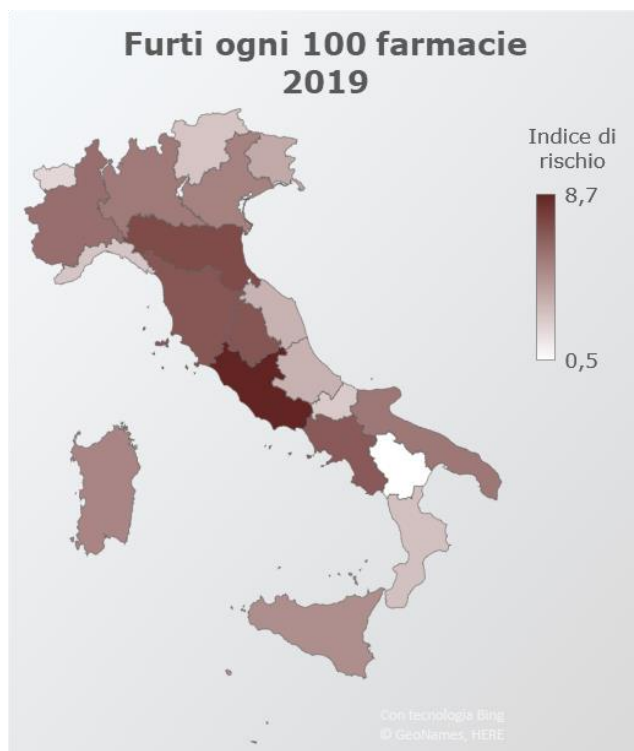 Furti ogni 100 farmacie
2019
Indice di
rischio
8,7
0,5
Con tecnologia Bing
© GeoNames, HERE